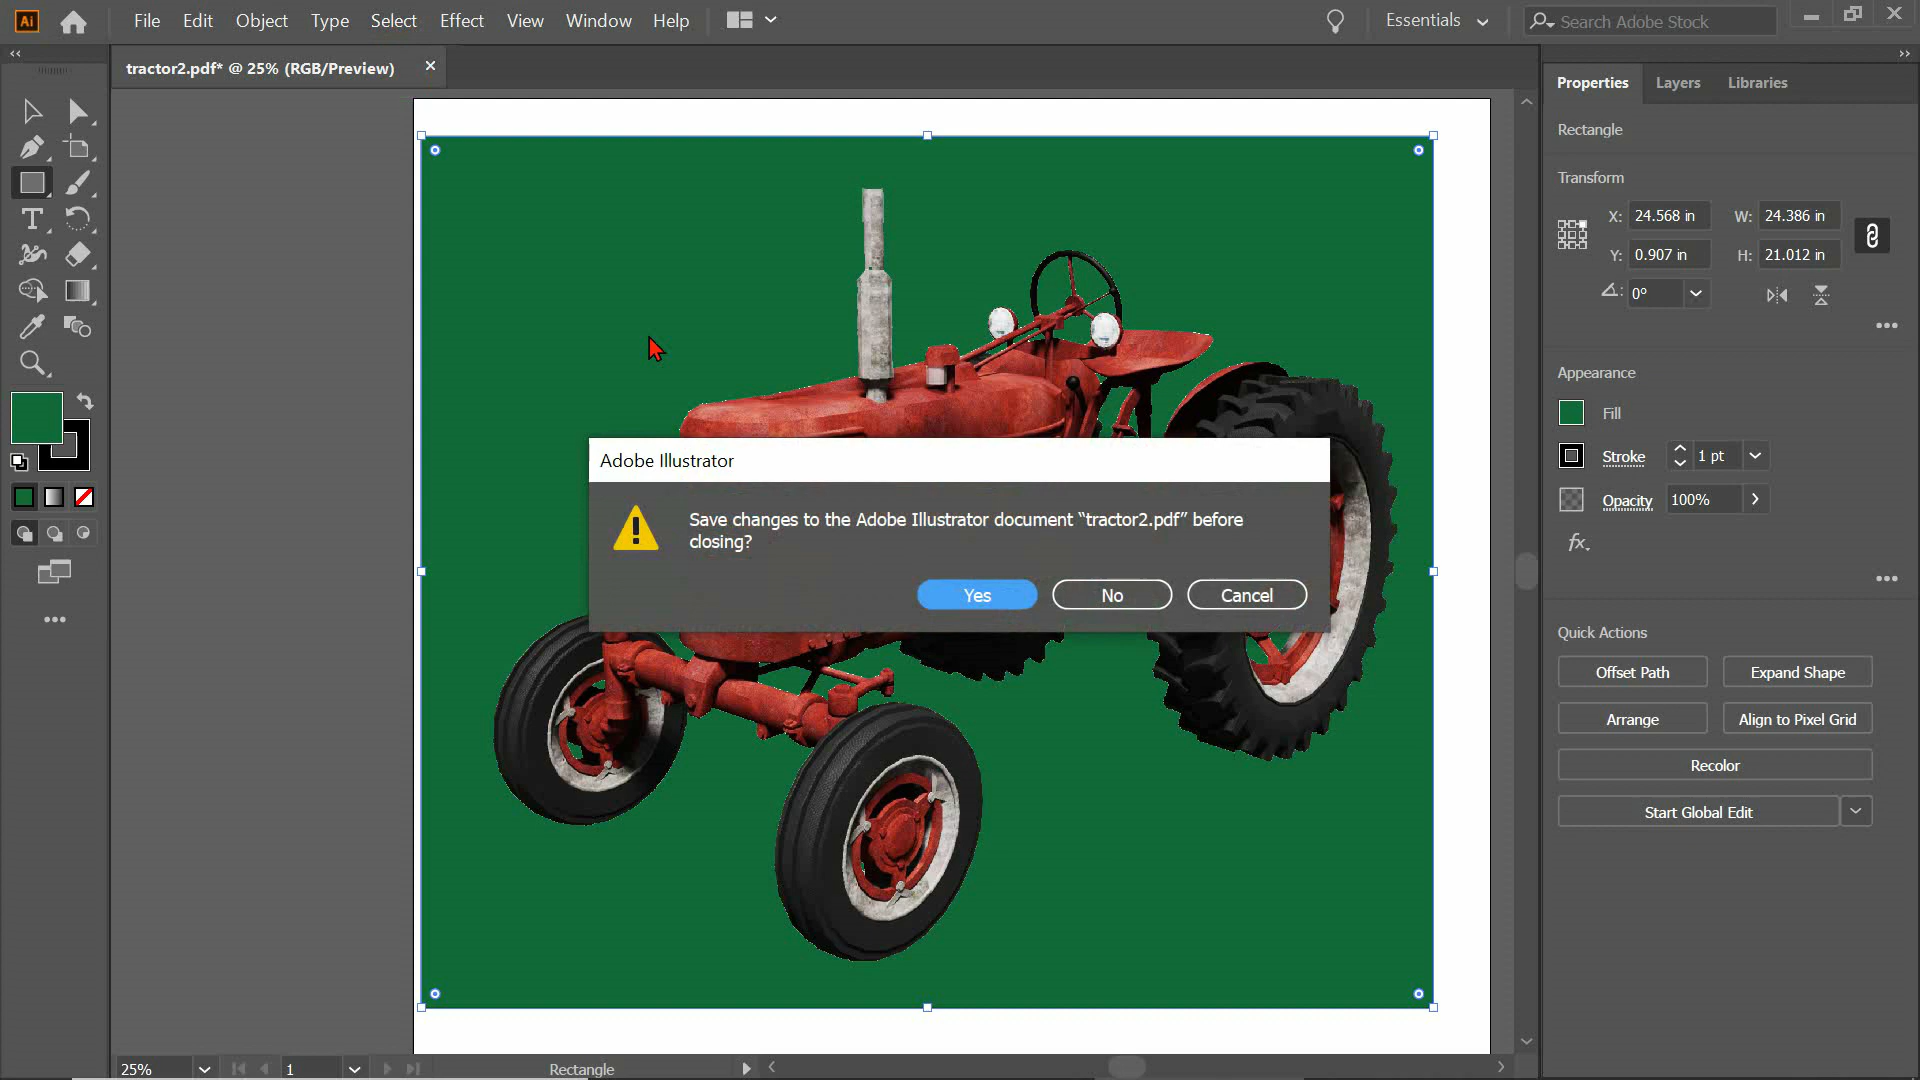 Ai File Edit Object Type Select Effect View Window Help Essentials Search Adobe Stock
tractor2.pdf* @ 25% (RGB/Preview)
Properties Layers Libraries
Rectangle
Transform
X: 24.568 in W: 24.386 in
Y: 0.907 in H: 21.012 in
0°
Appearance
Fill
Stroke 1 pt
Opacity 100%
fx.
Adobe Illustrator
Save changes to the Adobe Illustrator document “tractor2.pdf” before
closing?
Yes No Cancel
Quick Actions
Offset Path Expand Shape
Arrange Align to Pixel Grid
Recolor
Start Global Edit
25% 1 Rectangle